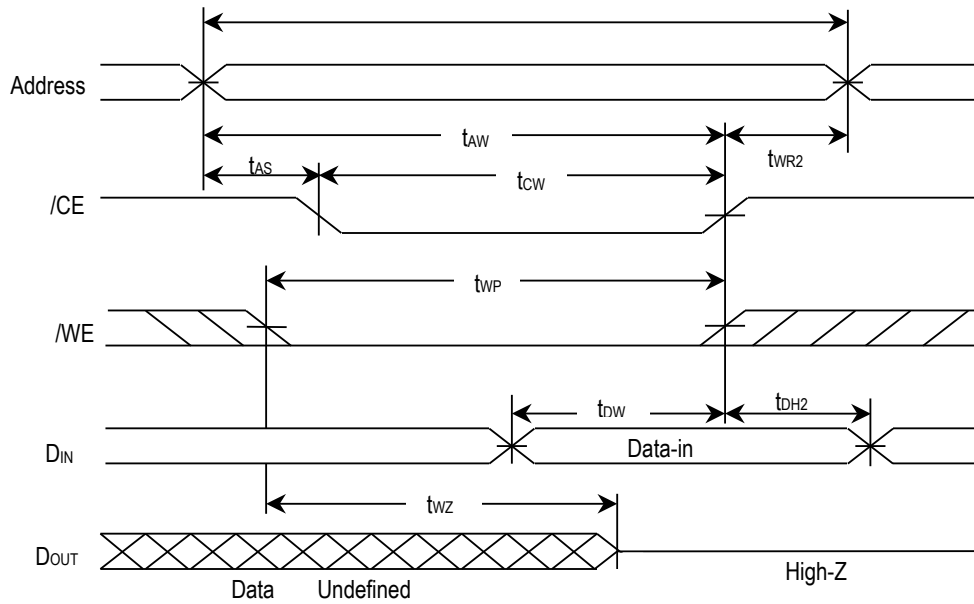 Address
tAW
tWR2
tAS
tCW
/CE
tWP
/WE
tDW
tDH2
DIN
Data-in
tWZ
DOUT
High-Z
Data Undefined